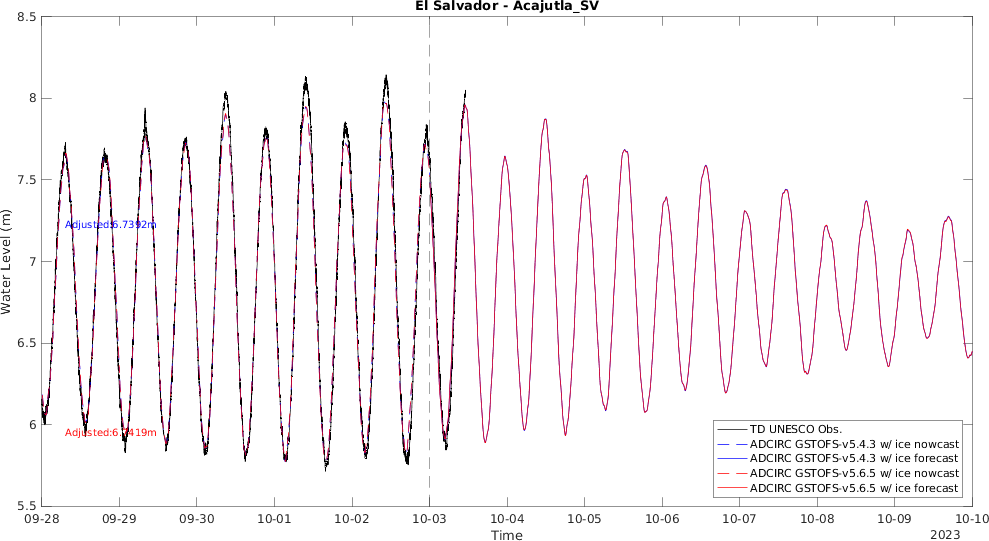 El Salvador - Acajutla_SV
Water Level (m)
8.5
8
7.5
7
6.5
6
5.5
Adjusted:6.7392m
Adjusted:6.7419m
TD UNESCO Obs.
ADCIRC GSTOFS-v5.4.3 w/ ice nowcast
ADCIRC GSTOFS-v5.4.3 w/ ice forecast
ADCIRC GSTOFS-v5.6.5 w/ ice nowcast
ADCIRC GSTOFS-v5.6.5 w/ ice forecast
09-28 09-29 09-30 10-01 10-02 10-03 10-04 10-05 10-06 10-07 10-08 10-09 10-10
Time
2023